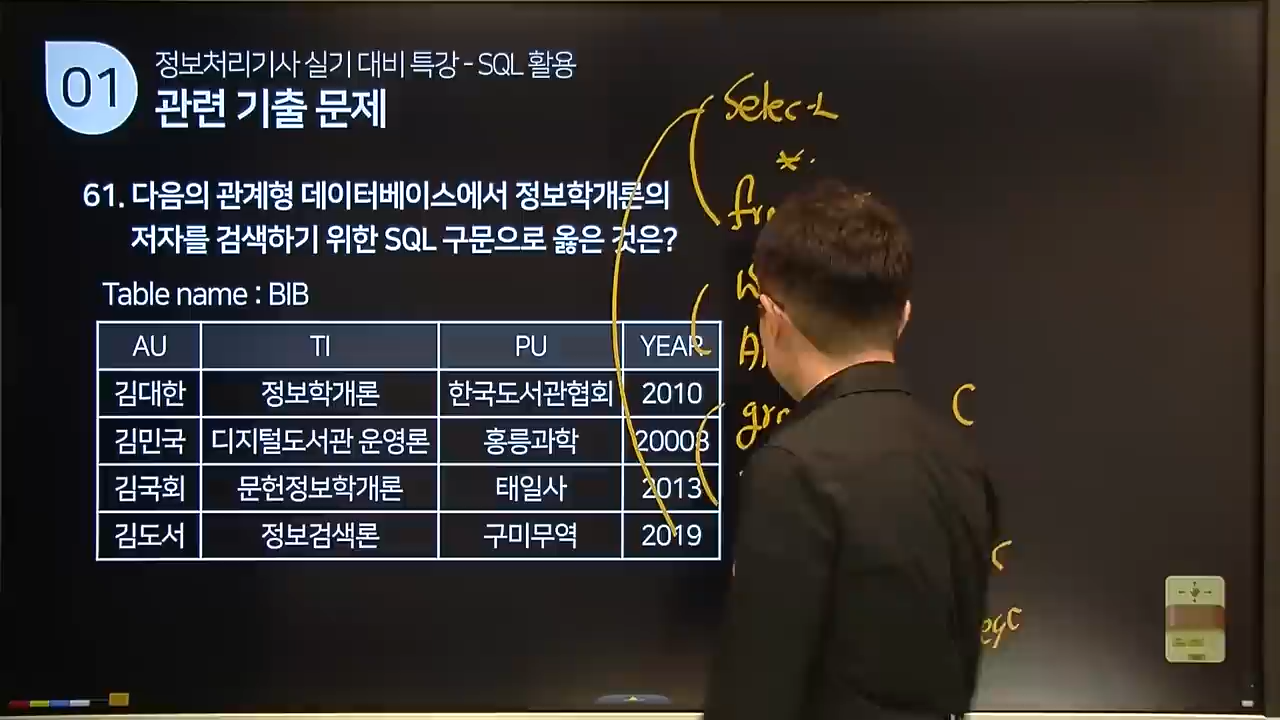 01
정보처리기사 실기 대비 특강 - SQL 활용
관련 기출 문제
61. 다음의 관계형 데이터베이스에서 정보학개론의
저자를 검색하기 위한 SQL 구문으로 옳은 것은?
Table name : BIB
AU TI PU YEAR
김대한 정보학개론 한국도서관협회 2010
김민국 디지털도서관 운영론 홍릉과학 20008
김국회 문헌정보학개론 태일사 2013
김도서 정보검색론 구미무역 2019
Select
*